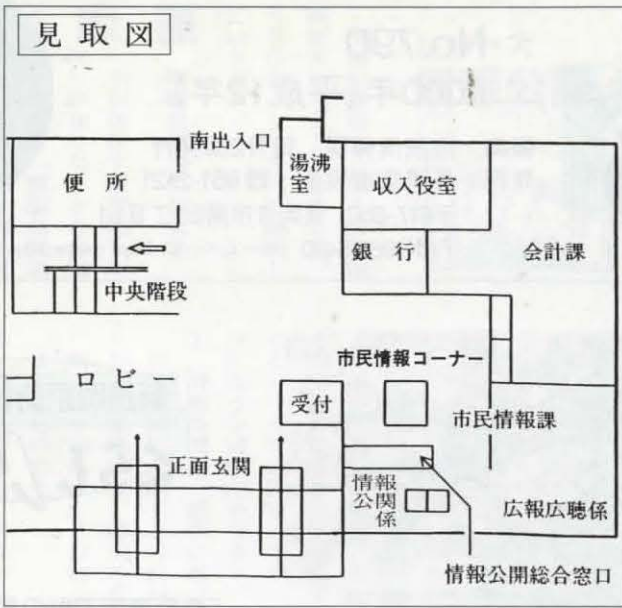 見取図
南出入口
湯沸
室
便所
収入役室
銀行
会計課
中央階段
市民情報コーナー
ロビー
受付
市民情報課
正面玄関
情報
公関
係
広報広聴係
情報公開総合窓口